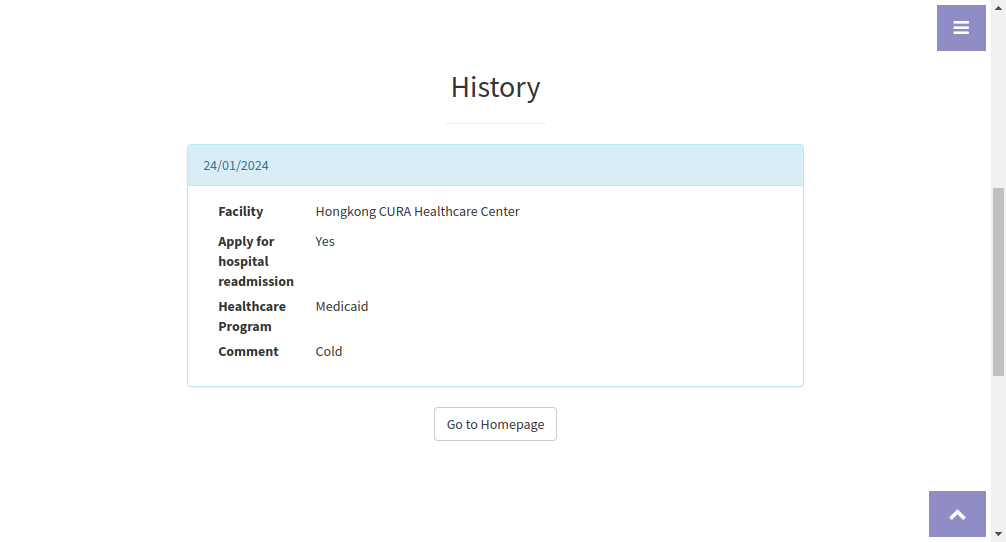 History
24/01/2024
Facility Hongkong CURA Healthcare Center
Apply for Yes
hospital
readmission
Healthcare Medicaid
Program
Comment Cold
Go to Homepage